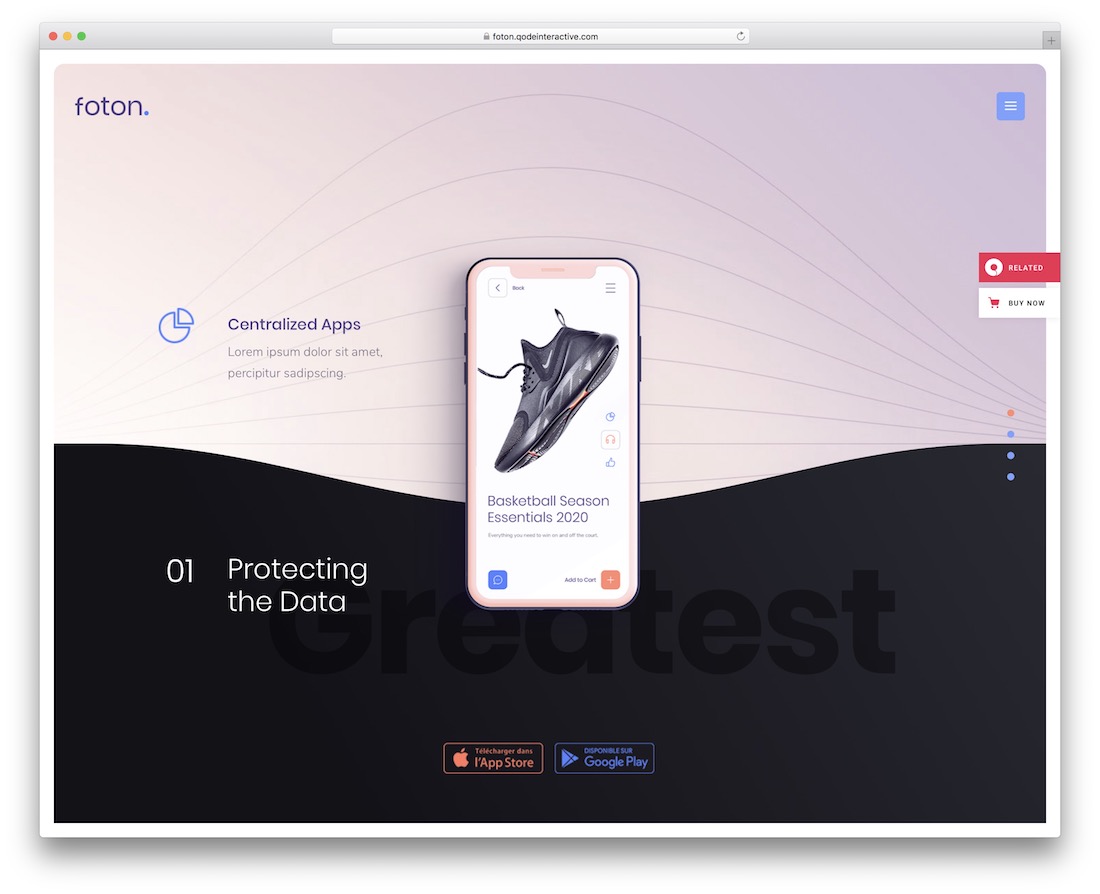 foton.qodeinteractive.com
foton.
RELATED
BUY NOW
Back
Centralized Apps
Lorem ipsum dolor sit amet,
percipitur sadipscing.
Basketball Season
Essentials 2020
Everything you need to win on and off the court.
Add to Cart
01
Protecting
the Data
Greatest
Télécharger dans
l'App Store
DISPONIBLE SUR
Google Play